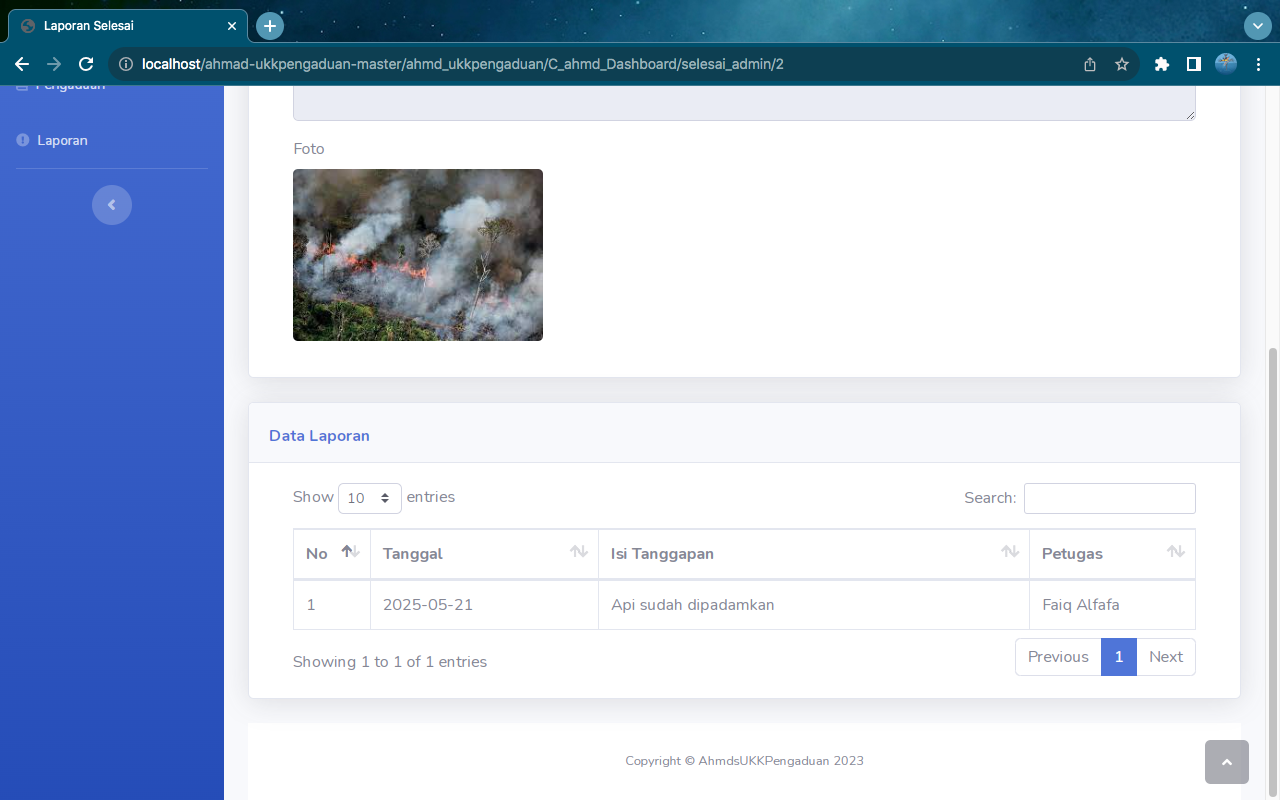 Laporan Selesai
localhost/ahmad-ukkpengaduan-master/ahmd_ukkpengaduan/C_ahmd_Dashboard/selesai_admin/2
Pengaduan
Laporan
Foto
Data Laporan
Show 10 entries
Search:
No Tanggal Isi Tanggapan Petugas
1 2025-05-21 Api sudah dipadamkan Faiq Alfafa
Showing 1 to 1 of 1 entries
Previous 1 Next
Copyright © AhmdsUKKPengaduan 2023